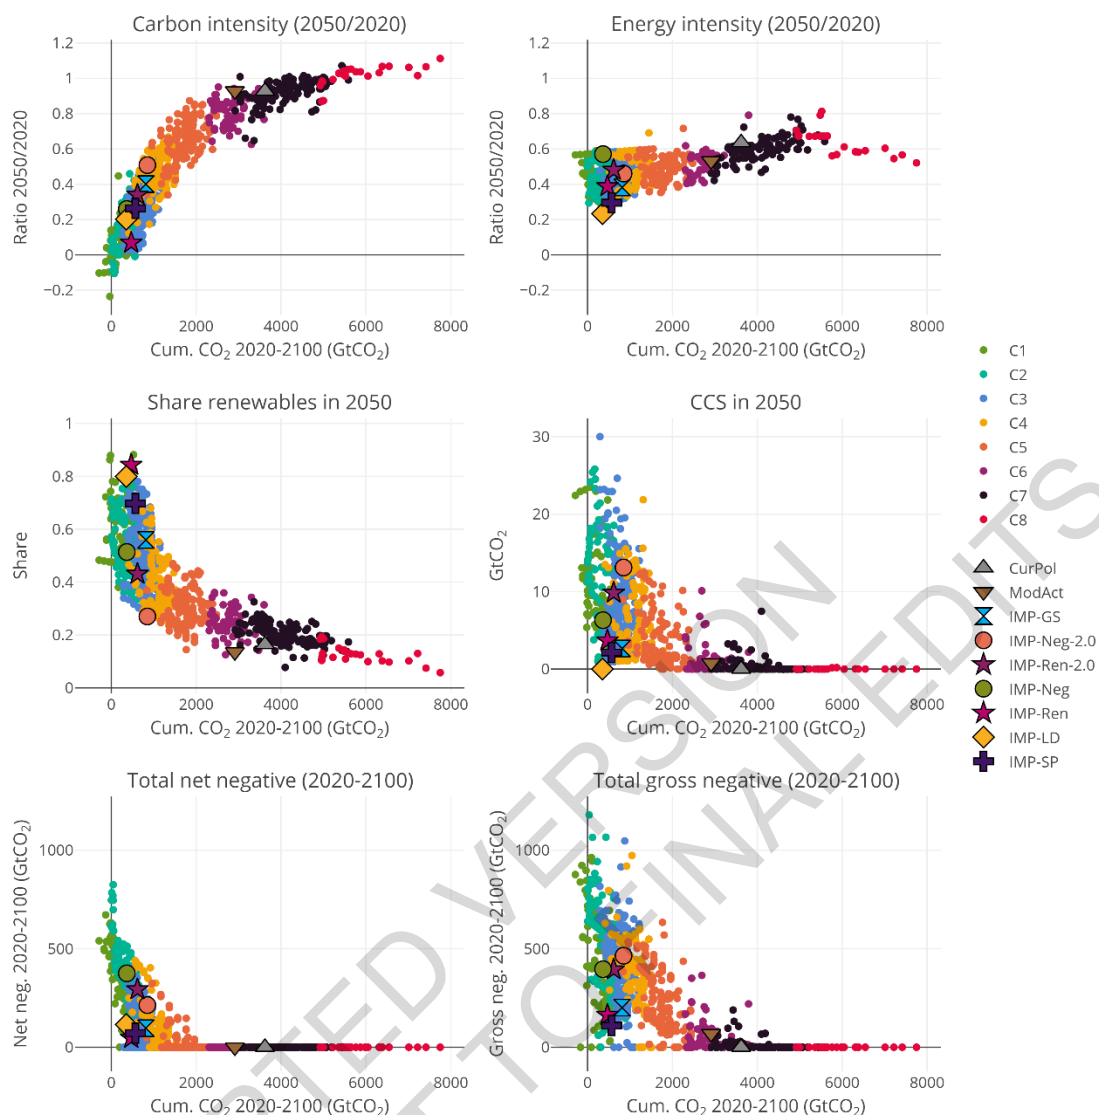 Carbon intensity (2050/2020)
Energy intensity (2050/2020)
Ratio 2050/2020
1.2
1
0.8
0.6
0.4
0.2
0
−0.2
0 2000 4000 6000 8000
Cum. CO₂ 2020-2100 (GtCO₂)
Ratio 2050/2020
1.2
1
0.8
0.6
0.4
0.2
0
−0.2
0 2000 4000 6000 8000
Cum. CO₂ 2020-2100 (GtCO₂)
Share renewables in 2050
CCS in 2050
Share
1
0.8
0.6
0.4
0.2
0
0 2000 4000 6000 8000
Cum. CO₂ 2020-2100 (GtCO₂)
GtCO₂
30
20
10
0
0 2000 4000 6000 8000
Cum. CO₂ 2020-2100 (GtCO₂)
C1
C2
C3
C4
C5
C6
C7
C8
CurPol
ModAct
IMP-GS
IMP-Neg-2.0
IMP-Ren-2.0
IMP-Neg
IMP-Ren
IMP-LD
IMP-SP
Total net negative (2020-2100)
Total gross negative (2020-2100)
Net neg. 2020-2100 (GtCO₂)
1000
500
0
0 2000 4000 6000 8000
Cum. CO₂ 2020-2100 (GtCO₂)
Gross neg. 2020-2100 (GtCO₂)
1000
500
0
0 2000 4000 6000 8000
Cum. CO₂ 2020-2100 (GtCO₂)
VERSION
FINAL EDITS